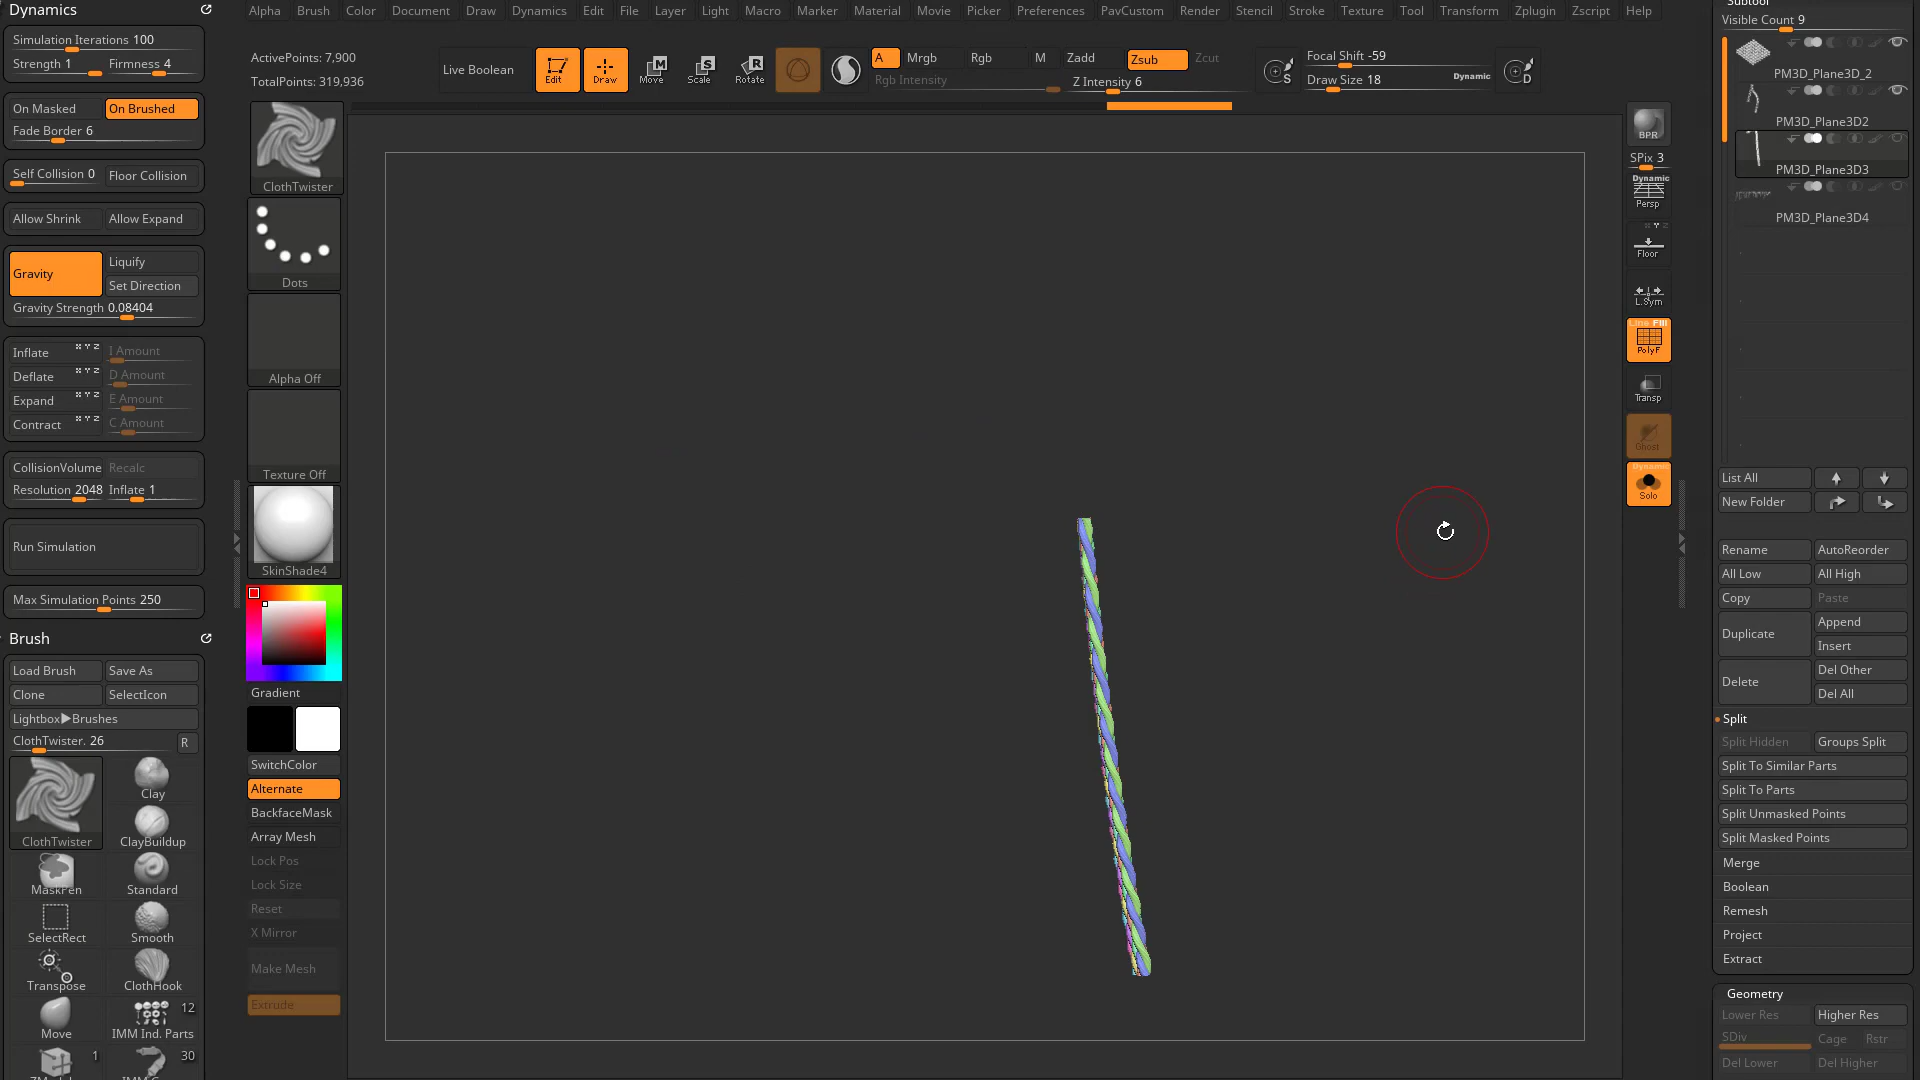 Dynamics
Simulation Iterations 100
Strength 1 Firmness 4
On Masked On Brushed
Fade Border 6
Self Collision 0 Floor Collision
Allow Shrink Allow Expand
Gravity
Liquify
Set Direction
Gravity Strength 0.08404
Inflate X Y Z I Amount
Deflate X Y Z D Amount
Expand X Y Z E Amount
Contract X Y Z C Amount
CollisionVolume Recalc
Resolution 2048 Inflate 1
Run Simulation
Max Simulation Points 250
Brush
Load Brush Save As
Clone SelectIcon
Lightbox▶Brushes
ClothTwister. 26 R
ClothTwister
Clay
ClayBuildup
MaskPen
Standard
SelectRect
Smooth
Transpose
ClothHook
Move
12
IMM Ind. Parts
1
30
Alpha Brush Color Document Draw Dynamics Edit File Layer Light Macro Marker Material Movie Picker Preferences PavCustom Render Stencil Stroke Texture Tool Transform Zplugin Zscript Help
ActivePoints: 7,900
TotalPoints: 319,936
Live Boolean
Edit
Draw
M
Move
S
Scale
R
Rotate
A Mrgb Rgb M Zadd Zsub Zcut
Rgb Intensity
Z Intensity 6
S
Focal Shift -59
Draw Size 18 Dynamic
D
ClothTwister
Dots
Alpha Off
Texture Off
SkinShade4
Gradient
SwitchColor
Alternate
BackfaceMask
Array Mesh
Lock Pos
Lock Size
Reset
X Mirror
Make Mesh
Extrude
BPR
SPix 3
Dynamic
Persp
X Y Z
Floor
L.Sym
Line Fill
PolyF
Transp
Ghost
Dynamic
Solo
Subtool
Visible Count 9
PM3D_Plane3D_2
PM3D_Plane3D2
PM3D_Plane3D3
PM3D_Plane3D4
List All
New Folder
Rename AutoReorder
All Low All High
Copy Paste
Duplicate
Append
Insert
Delete
Del Other
Del All
Split
Split Hidden Groups Split
Split To Similar Parts
Split To Parts
Split Unmasked Points
Split Masked Points
Merge
Boolean
Remesh
Project
Extract
Geometry
Lower Res Higher Res
SDiv Cage Rstr
Del Lower Del Higher